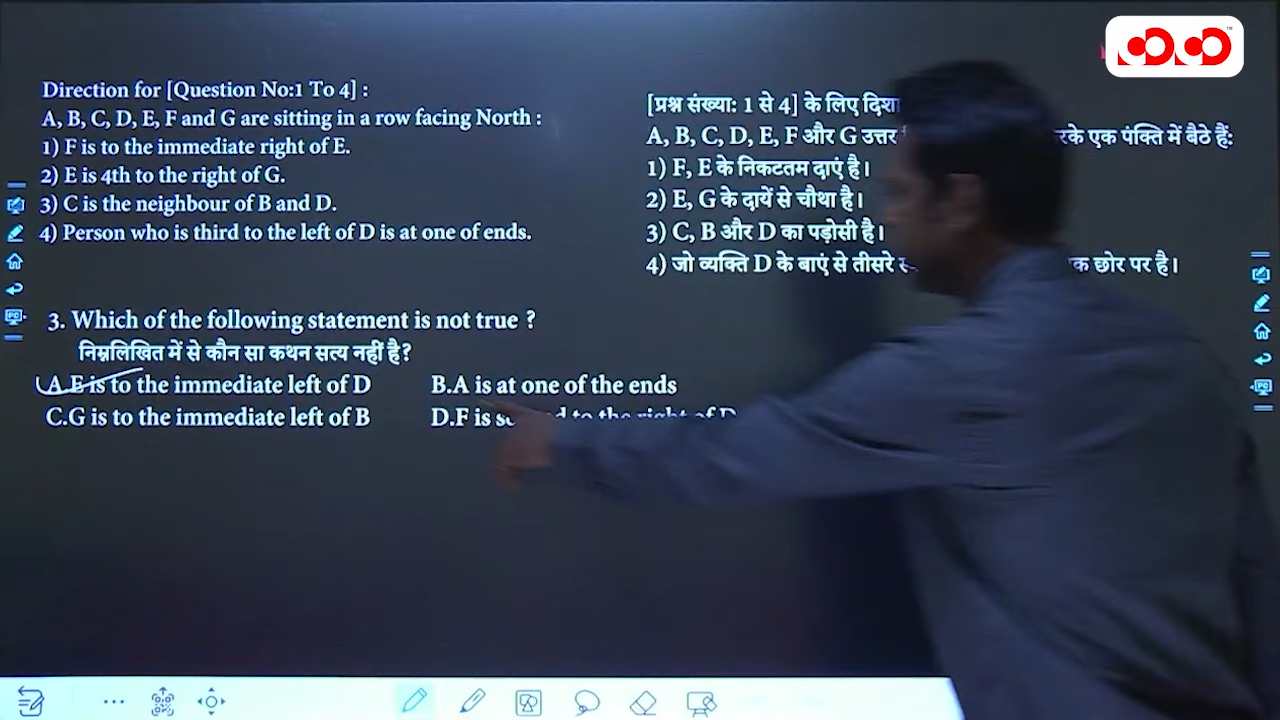 Direction for [Question No:1 To 4] :
A, B, C, D, E, F and G are sitting in a row facing North :
1) F is to the immediate right of E.
2) E is 4th to the right of G.
3) C is the neighbour of B and D.
4) Person who is third to the left of D is at one of ends.
[प्रश्न संख्या: 1 से 4] के लिए
A, B, C, D, E, F और G उत्तर के एक पंक्ति में बैठे हैं:
1) F, E के निकटतम दाएं है।
2) E, G के दायें से चौथा है।
3) C, B और D का पड़ोसी है।
4) जो व्यक्ति D के बाएं से तीसरे छोर पर है।
3. Which of the following statement is not true ?
निम्नलिखित में से कौन सा कथन सत्य नहीं है?
A E is to the immediate left of D
B.A is at one of the ends
C.G is to the immediate left of B
D.F is to the right of D